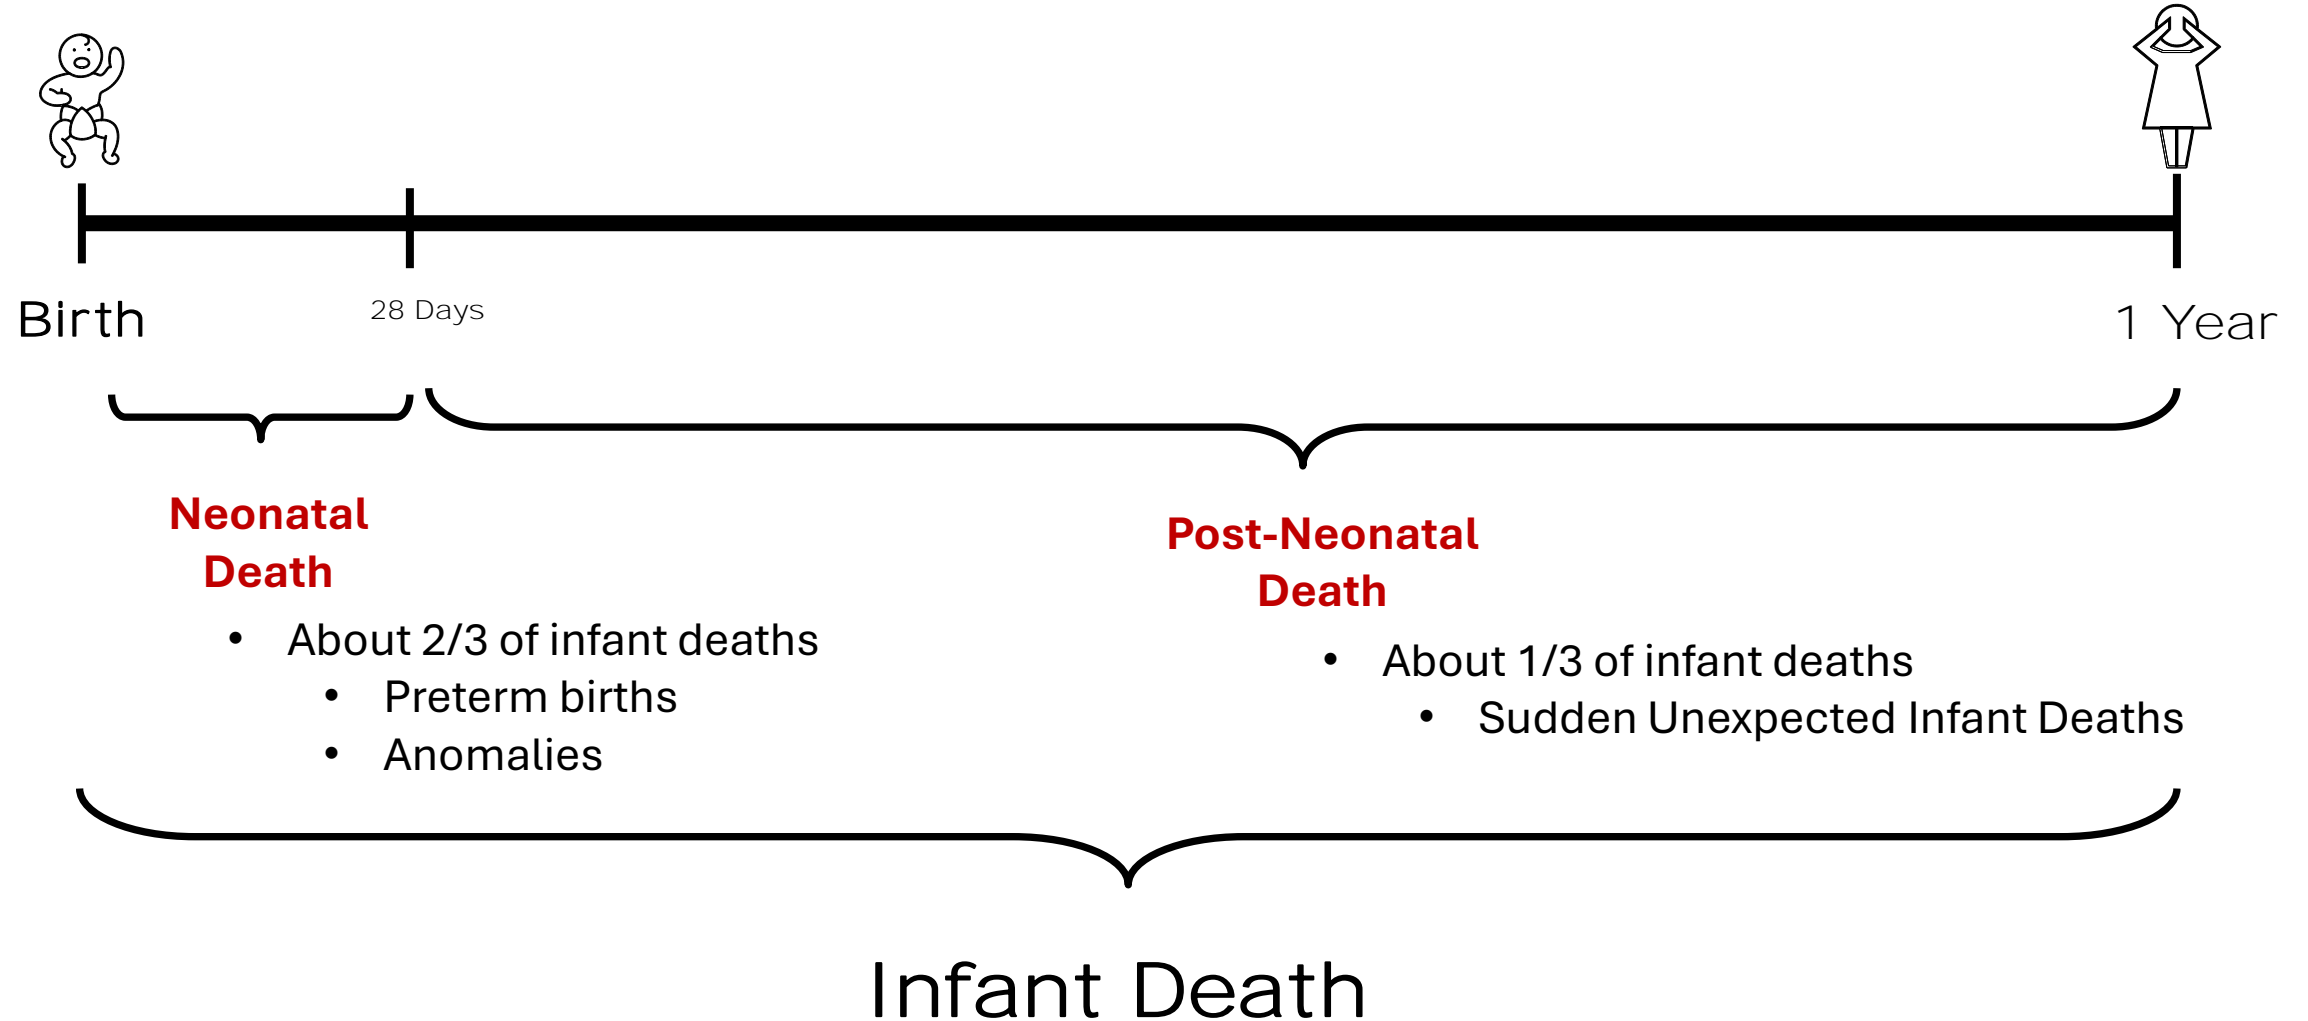 Birth
28 Days
1 Year
Neonatal
Death
• About 2/3 of infant deaths
• Preterm births
• Anomalies
Post-Neonatal
Death
• About 1/3 of infant deaths
• Sudden Unexpected Infant Deaths
Infant Death